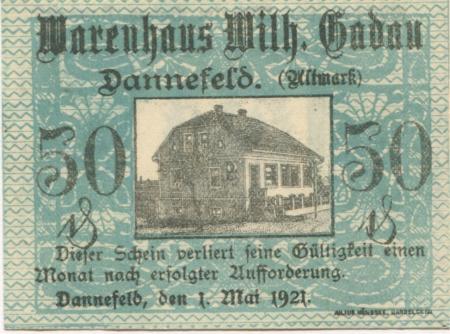 Warenhaus Wilh. Gadau
Dannefeld. (Altmark)
50 50
₰ ₰
Dieser Schein verliert seine Gültigkeit einen
Monat nach erfolgter Aufforderung.
Dannefeld, den 1. Mai 1921.